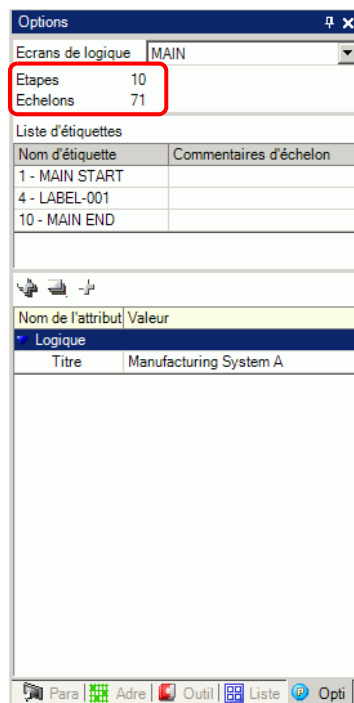 Options
Ecrans de logique MAIN
Etapes 10
Echelons 71
Liste d'étiquettes
Nom d'étiquette Commentaires d'échelon
1 - MAIN START
4 - LABEL-001
10 - MAIN END
Nom de l'attribut Valeur
Logique
Titre Manufacturing System A
Para Adre Outil Liste Opti